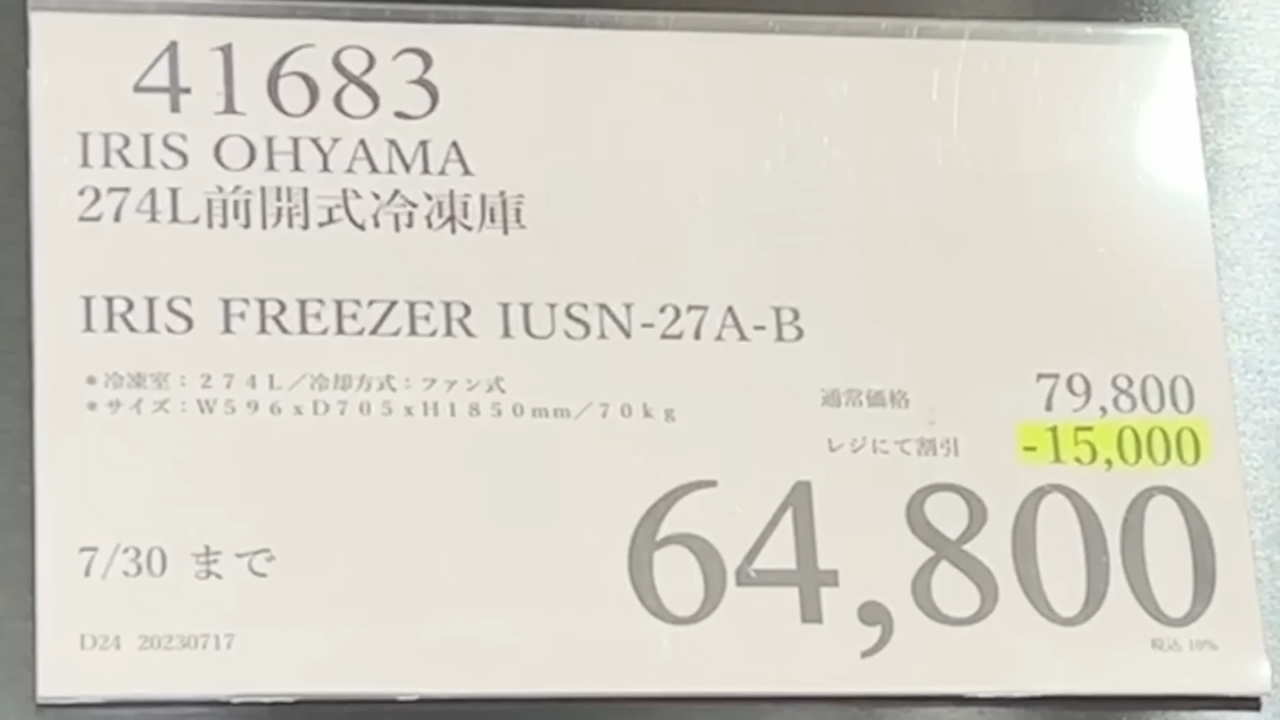 41683
IRIS OHYAMA
274L前開式冷凍庫
IRIS FREEZER IUSN-27A-B
*冷凍室：274L／冷却方式：ファン式
*サイズ：W596xD705xH1850mm／70kg
通常価格 79,800
レジにて割引 -15,000
64,800
7/30 まで
D24 20230717
税込 10%